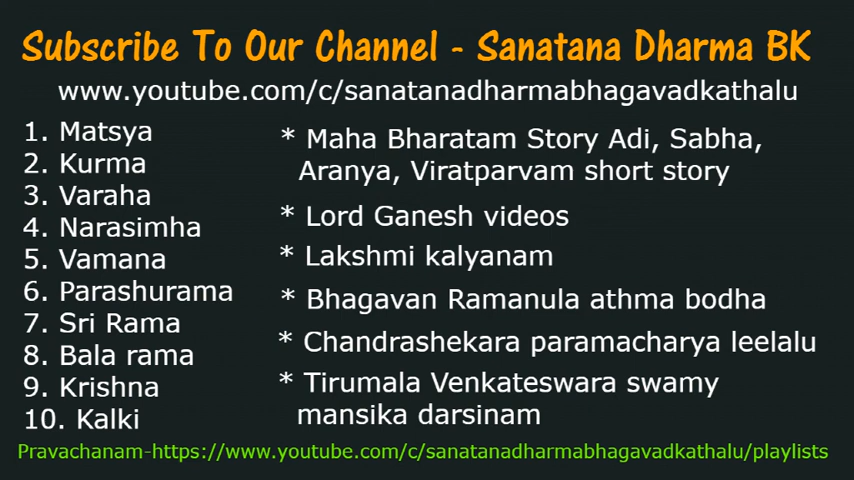 Subscribe To Our Channel - Sanatana Dharma BK
www.youtube.com/c/sanatanadharmabhagavadkathalu
1. Matsya
2. Kurma
3. Varaha
4. Narasimha
5. Vamana
6. Parashurama
7. Sri Rama
8. Bala rama
9. Krishna
10. Kalki
* Maha Bharatam Story Adi, Sabha,
Aranya, Viratparvam short story
* Lord Ganesh videos
* Lakshmi kalyanam
* Bhagavan Ramanula athma bodha
* Chandrashekara paramacharya leelalu
* Tirumala Venkateswara swamy
mansika darsinam
Pravachanam-https://www.youtube.com/c/sanatanadharmabhagavadkathalu/playlists